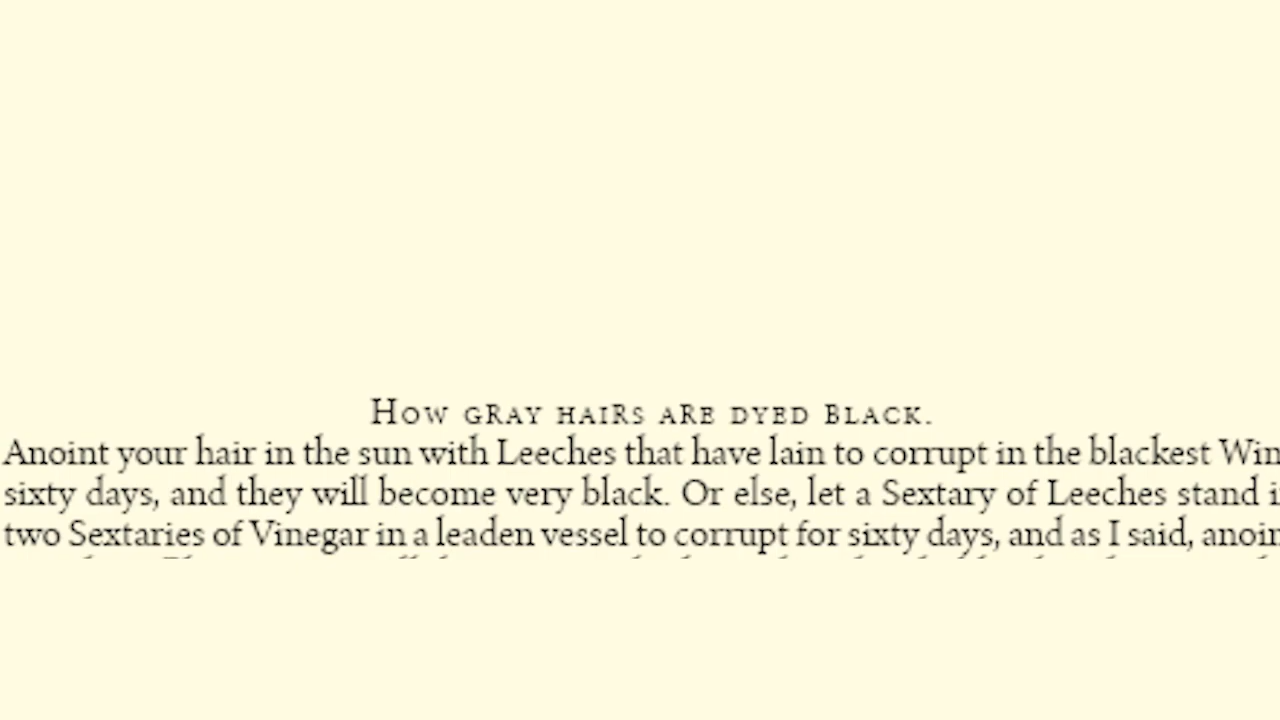 How gray hairs are dyed Black.
Anoint your hair in the sun with Leeches that have lain to corrupt in the blackest
sixty days, and they will become very black. Or else, let a Sextary of Leeches stand
two Sextaries of Vinegar in a leaden vessel to corrupt for sixty days, and as I said,